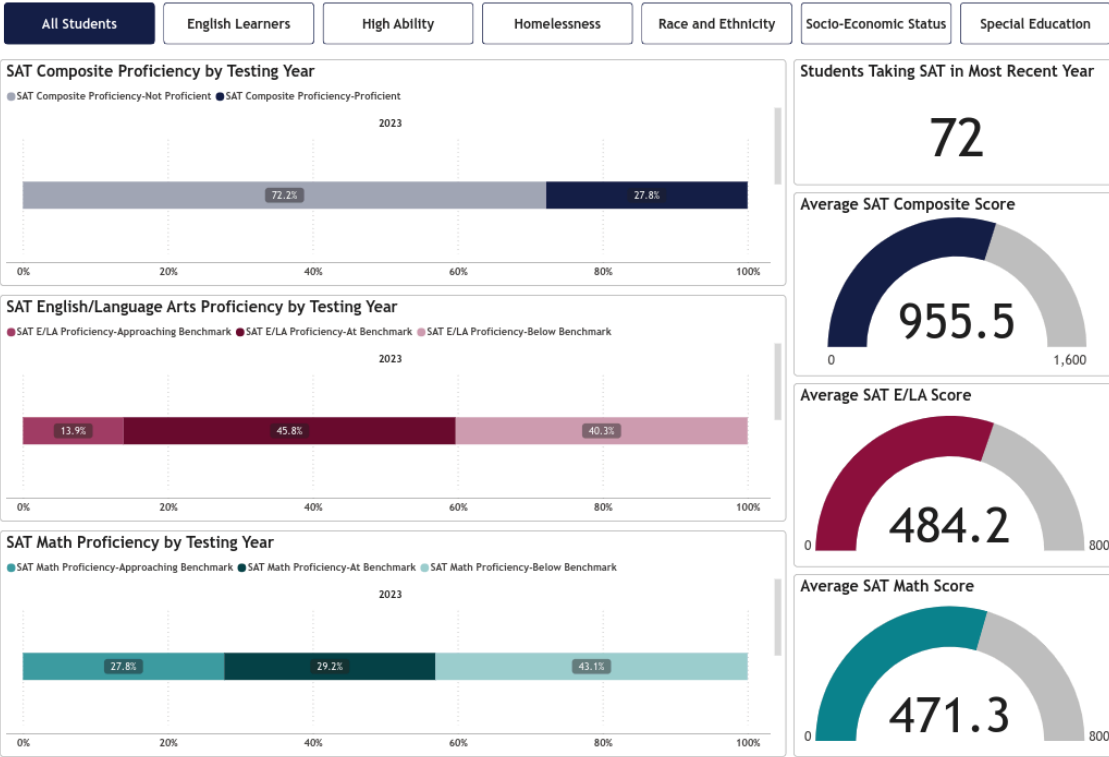 All Students
English Learners
High Ability
Homelessness
Race and Ethnicity
Socio-Economic Status
Special Education
SAT Composite Proficiency by Testing Year
SAT Composite Proficiency-Not Proficient SAT Composite Proficiency-Proficient
2023
72.2% 27.8%
0% 20% 40% 60% 80% 100%
SAT English/Language Arts Proficiency by Testing Year
SAT E/LA Proficiency-Approaching Benchmark SAT E/LA Proficiency-At Benchmark SAT E/LA Proficiency-Below Benchmark
2023
13.9% 45.8% 40.3%
0% 20% 40% 60% 80% 100%
SAT Math Proficiency by Testing Year
SAT Math Proficiency-Approaching Benchmark SAT Math Proficiency-At Benchmark SAT Math Proficiency-Below Benchmark
2023
27.8% 29.2% 43.1%
0% 20% 40% 60% 80% 100%
Students Taking SAT in Most Recent Year
72
Average SAT Composite Score
955.5
0 1,600
Average SAT E/LA Score
484.2
0 800
Average SAT Math Score
471.3
0 800